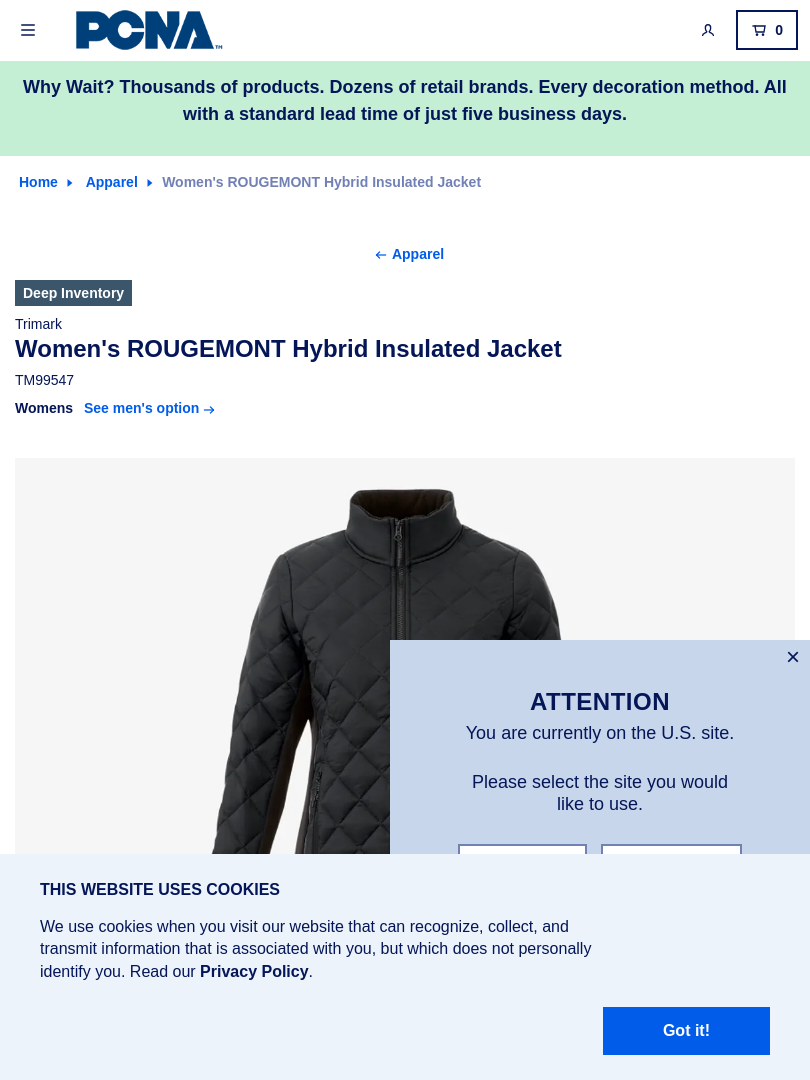 PCNA™
0
Why Wait? Thousands of products. Dozens of retail brands. Every decoration method. All
with a standard lead time of just five business days.
Home Apparel Women's ROUGEMONT Hybrid Insulated Jacket
Apparel
Deep Inventory
Trimark
Women's ROUGEMONT Hybrid Insulated Jacket
TM99547
Womens See men's option
ATTENTION
You are currently on the U.S. site.
Please select the site you would
like to use.
THIS WEBSITE USES COOKIES
We use cookies when you visit our website that can recognize, collect, and
transmit information that is associated with you, but which does not personally
identify you. Read our Privacy Policy.
Got it!